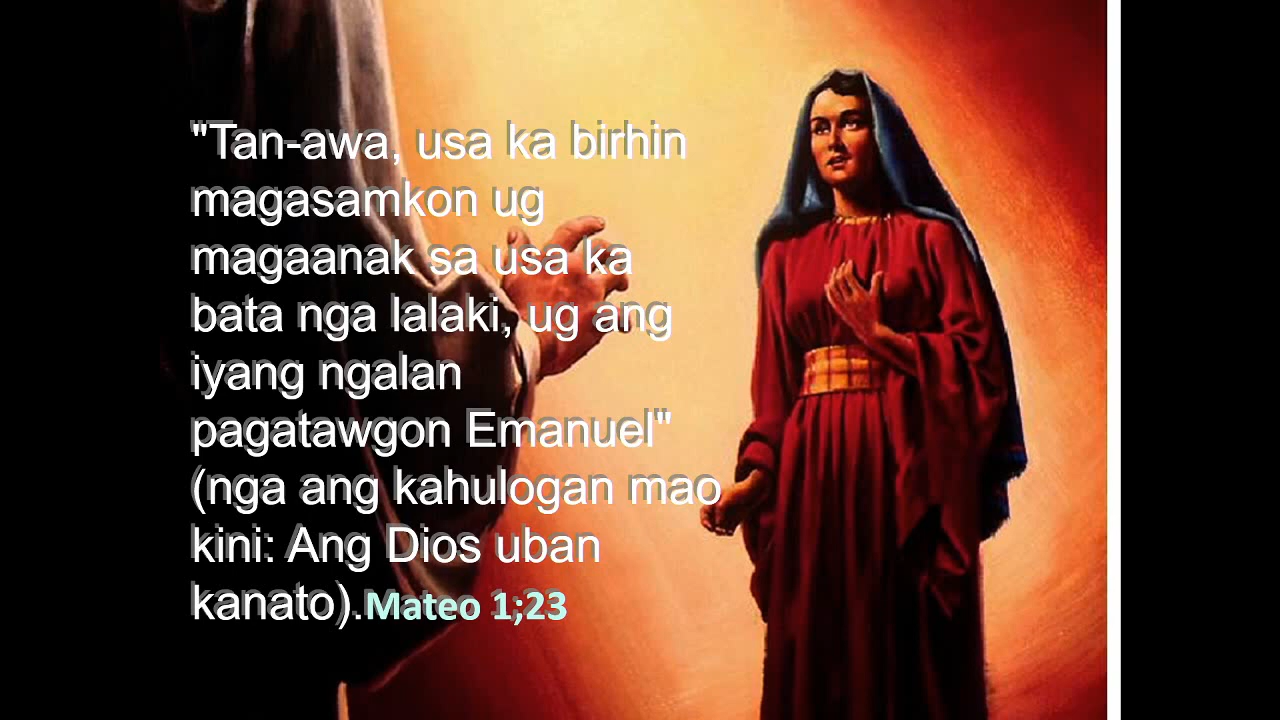 "Tan-awa, usa ka birhin
magasamkon ug
magaanak sa usa ka
bata nga lalaki, ug ang
iyang ngalan
pagatawgon Emanuel"
(nga ang kahulogan mao
kini: Ang Dios uban
kanato).Mateo 1;23